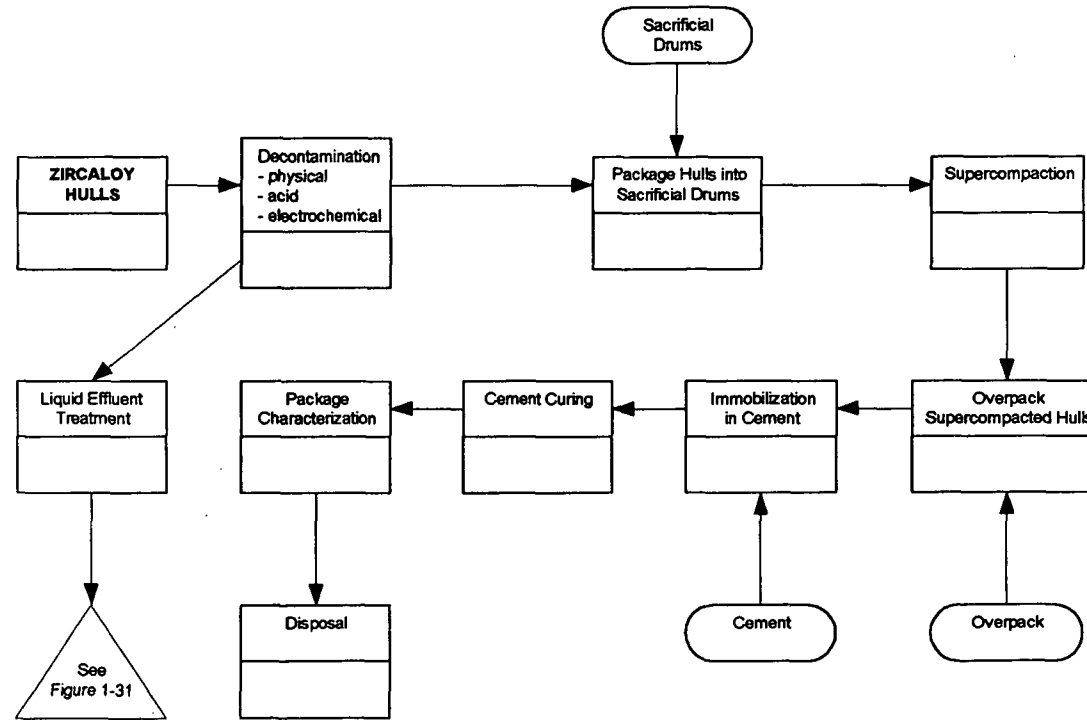 Sacrificial
Drums
ZIRCALOY
HULLS
Decontamination
- physical
- acid
- electrochemical
Package Hulls into
Sacrificial Drums
Supercompaction
Liquid Effluent
Treatment
Package
Characterization
Cement Curing
Immobilization
in Cement
Overpack
Supercompacted Hulls
See
Figure 1-31
Disposal
Cement
Overpack